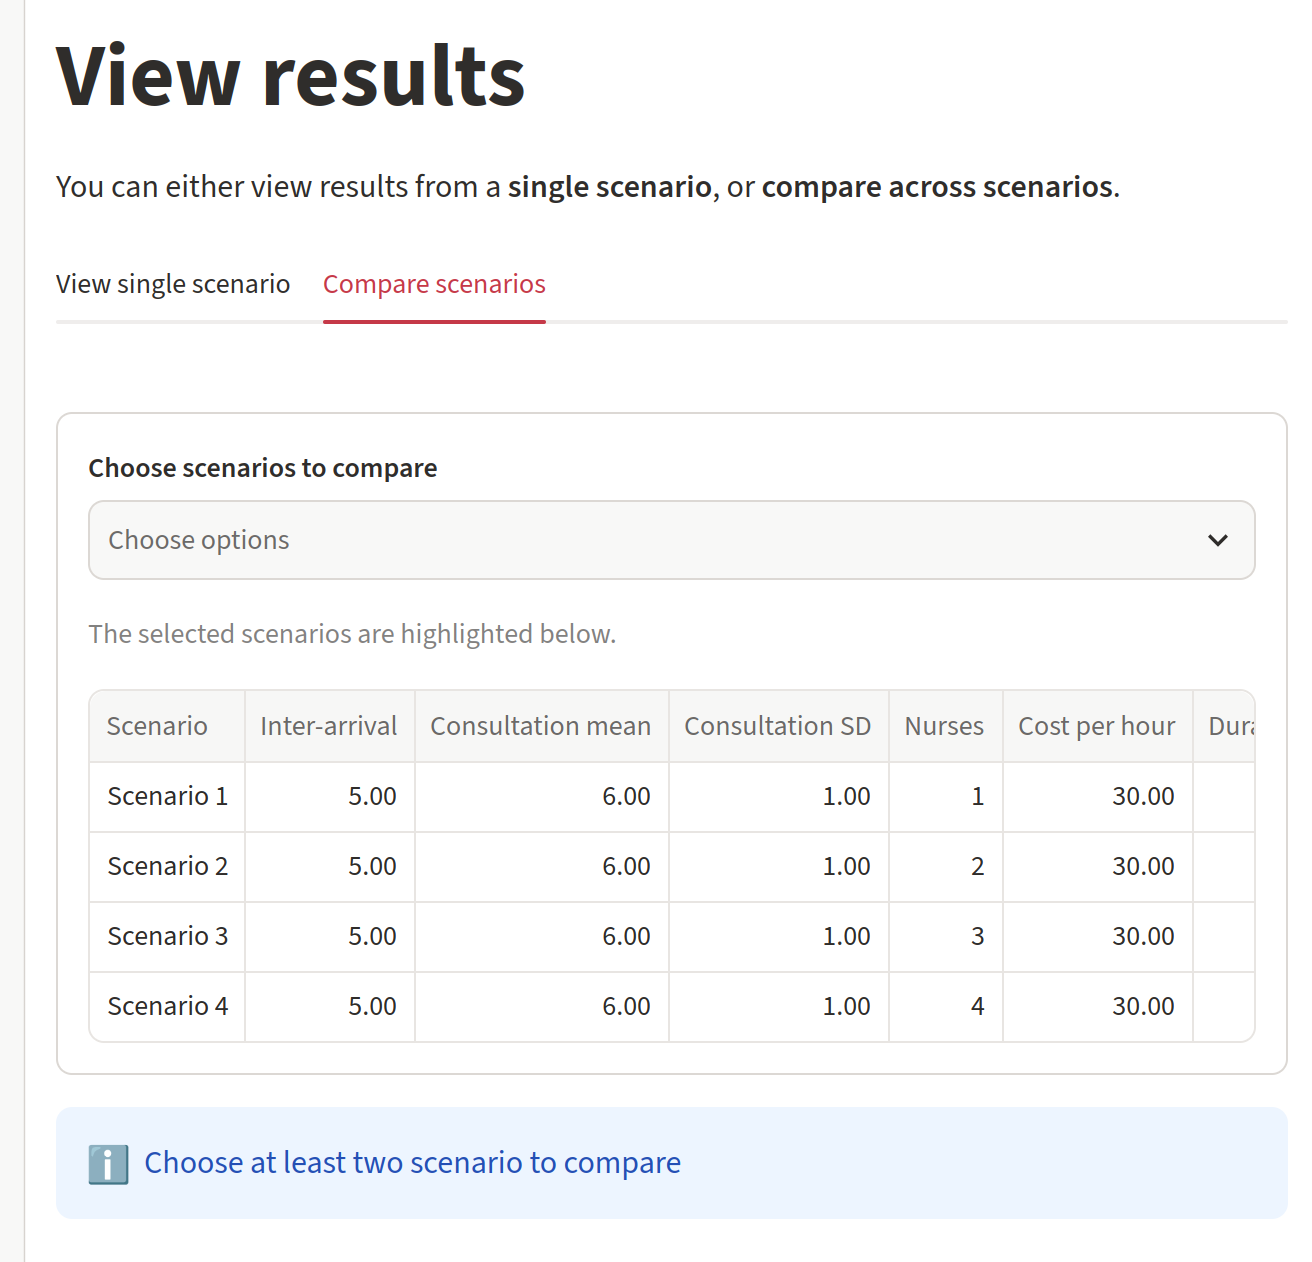 View results
You can either view results from a single scenario, or compare across scenarios.
View single scenario Compare scenarios
Choose scenarios to compare
Choose options
The selected scenarios are highlighted below.
Scenario Inter-arrival Consultation mean Consultation SD Nurses Cost per hour
Scenario 1 5.00 6.00 1.00 1 30.00
Scenario 2 5.00 6.00 1.00 2 30.00
Scenario 3 5.00 6.00 1.00 3 30.00
Scenario 4 5.00 6.00 1.00 4 30.00
Choose at least two scenario to compare